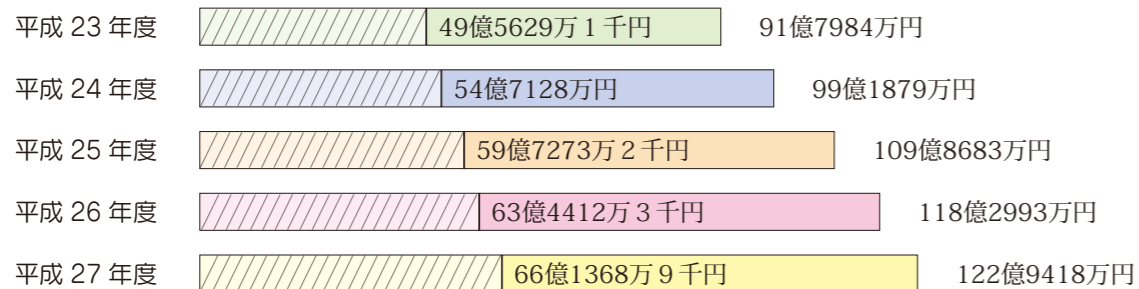 平成 23 年度 49億5629万1千円 91億7984万円
平成 24 年度 54億7128万円 99億1879万円
平成 25 年度 59億7273万2千円 109億8683万円
平成 26 年度 63億4412万3千円 118億2993万円
平成 27 年度 66億1368万9千円 122億9418万円